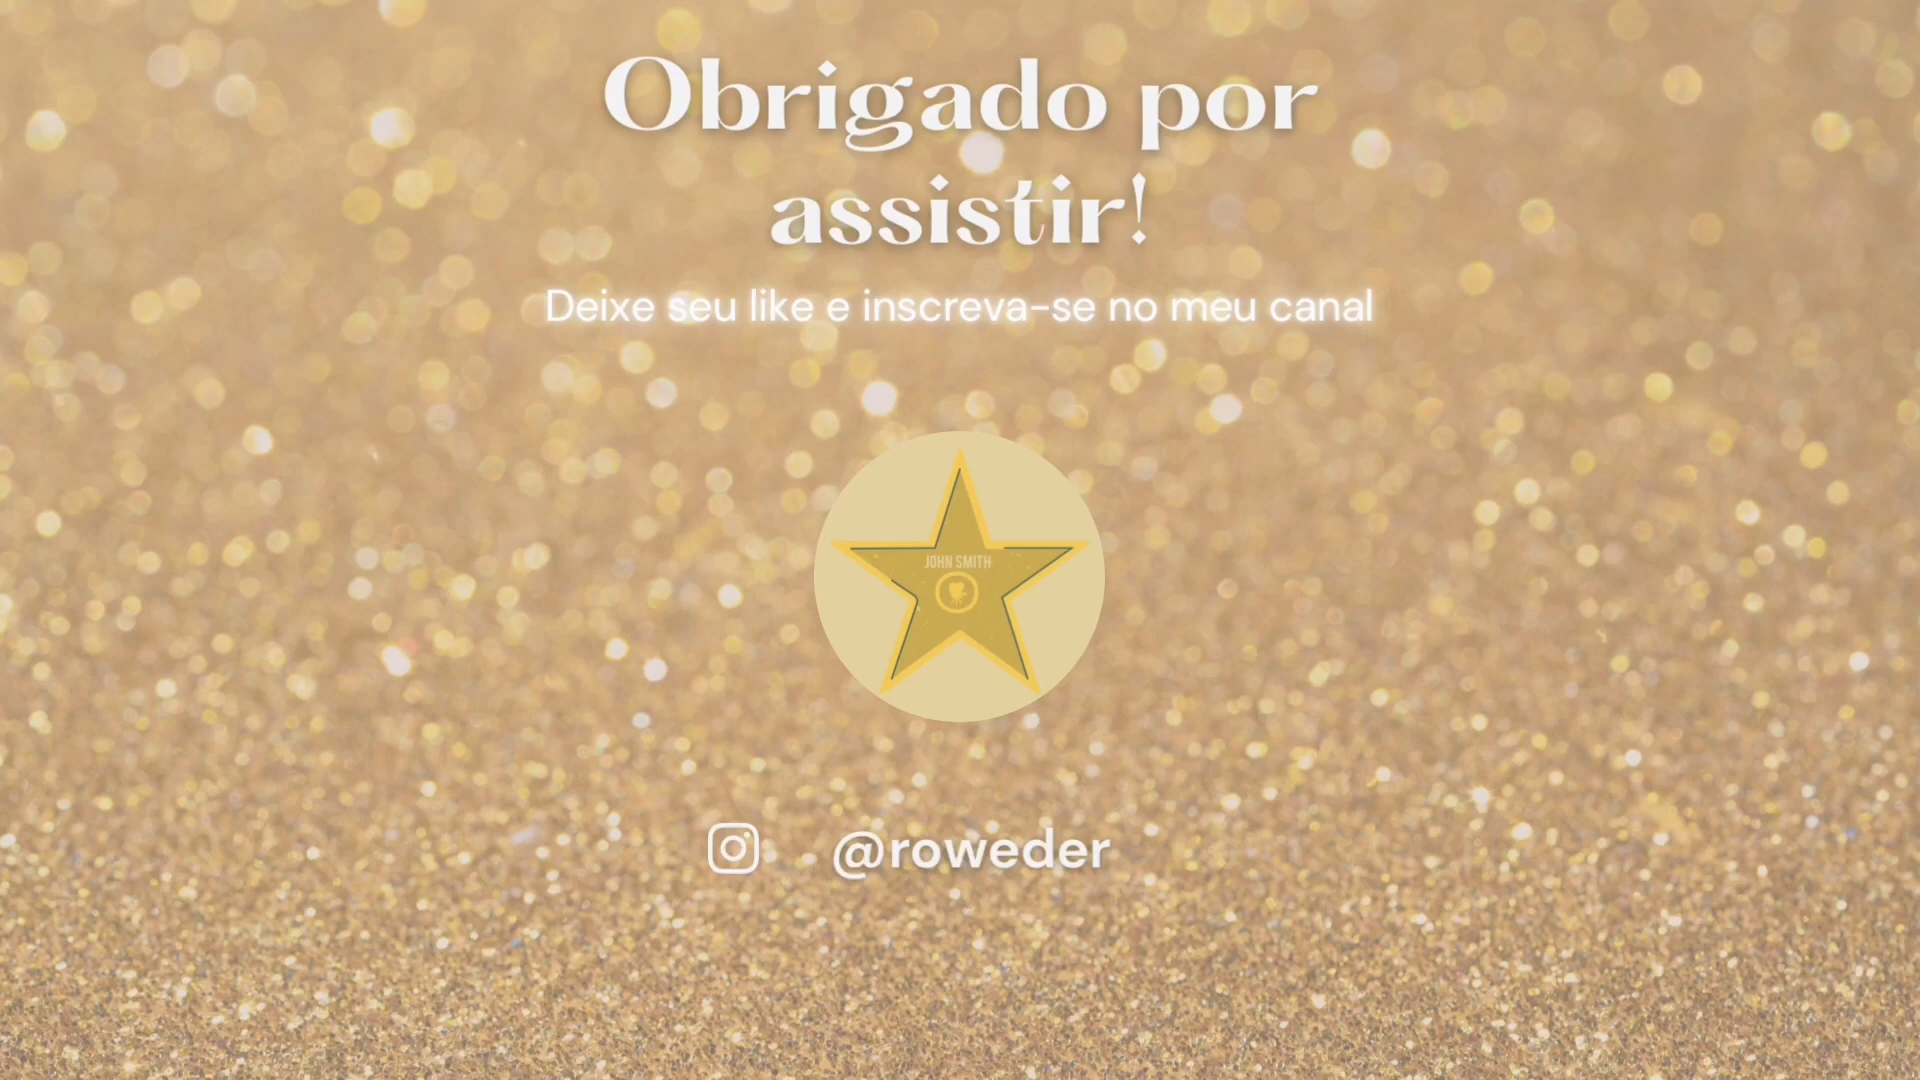 Obrigado por
assistir!
Deixe seu like e inscreva-se no meu canal
JOHN SMITH
@roweder